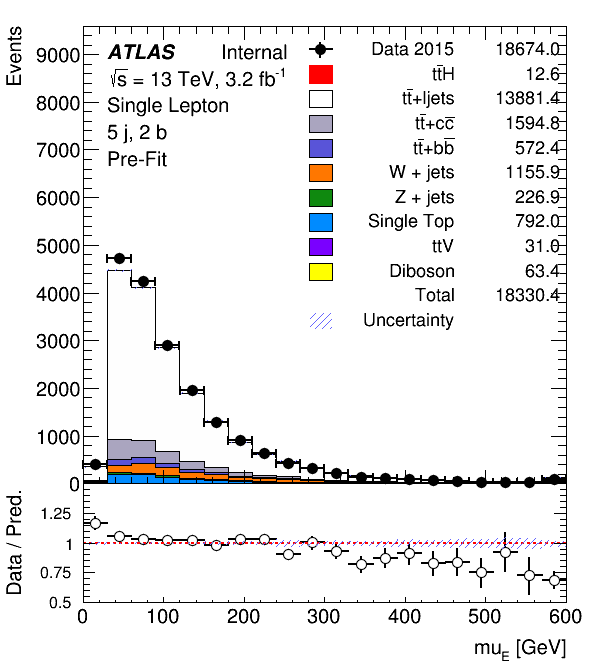 Events
9000
8000
7000
6000
5000
4000
3000
2000
1000
0
ATLAS Internal
√s = 13 TeV, 3.2 fb⁻¹
Single Lepton
5 j, 2 b
Pre-Fit
Data 2015 18674.0
tt̄H 12.6
tt̄+ljets 13881.4
tt̄+cc̄ 1594.8
tt̄+bb̄ 572.4
W + jets 1155.9
Z + jets 226.9
Single Top 792.0
ttV 31.0
Diboson 63.4
Total 18330.4
Uncertainty
Data / Pred.
1.25
1
0.75
0.5
0 100 200 300 400 500 600
mu_E [GeV]